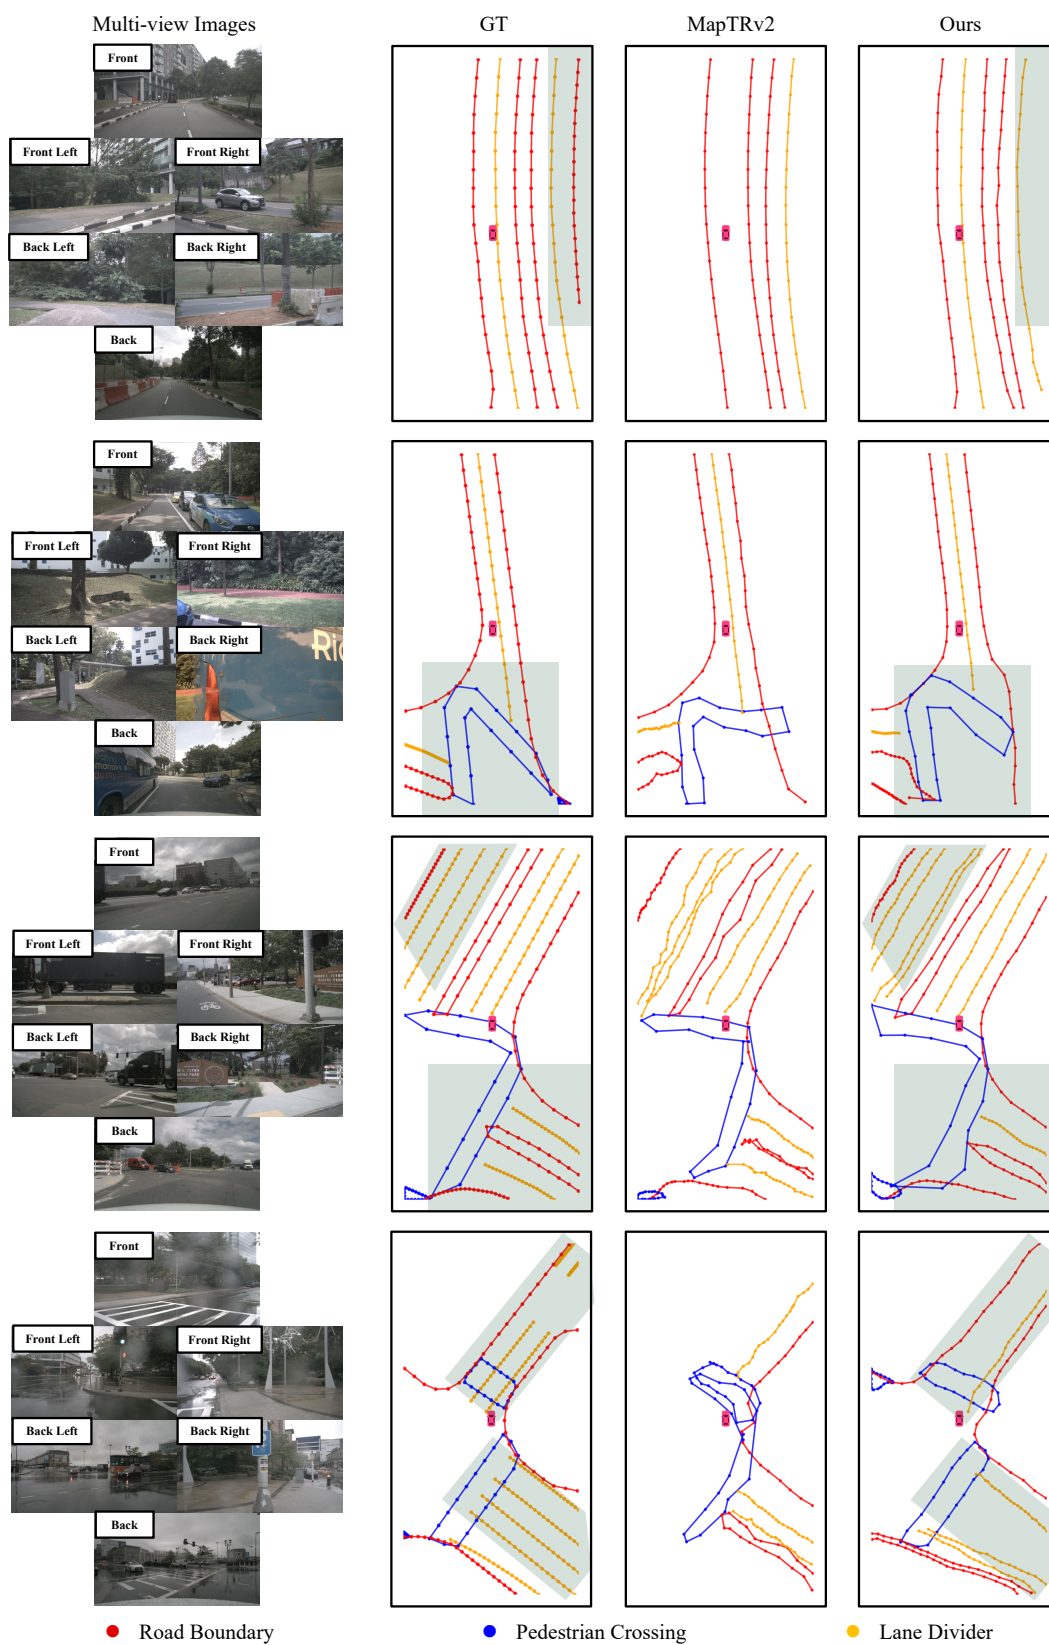 Multi-view Images GT MapTRv2 Ours
Front
Front Left Front Right
Back Left Back Right
Back
Front
Front Left Front Right
Back Left Back Right
Ri
Back
Front
Front Left Front Right
Back Left Back Right
Back
Front
Front Left Front Right
Back Left Back Right
Back
Road Boundary Pedestrian Crossing Lane Divider